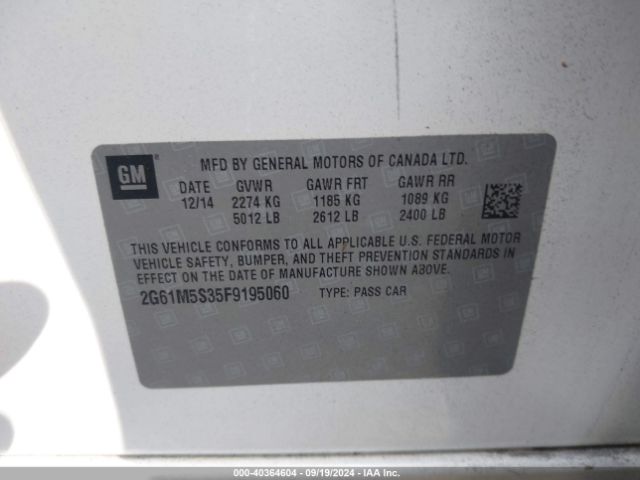 GM
MFD BY GENERAL MOTORS OF CANADA LTD.
DATE GVWR GAWR FRT GAWR RR
12/14 2274 KG 1185 KG 1089 KG
5012 LB 2612 LB 2400 LB
THIS VEHICLE CONFORMS TO ALL APPLICABLE U.S. FEDERAL MOTOR
VEHICLE SAFETY, BUMPER, AND THEFT PREVENTION STANDARDS IN
EFFECT ON THE DATE OF MANUFACTURE SHOWN ABOVE.
2G61M5S35F9195060 TYPE: PASS CAR
000-40364604 - 09/19/2024 - IAA Inc.